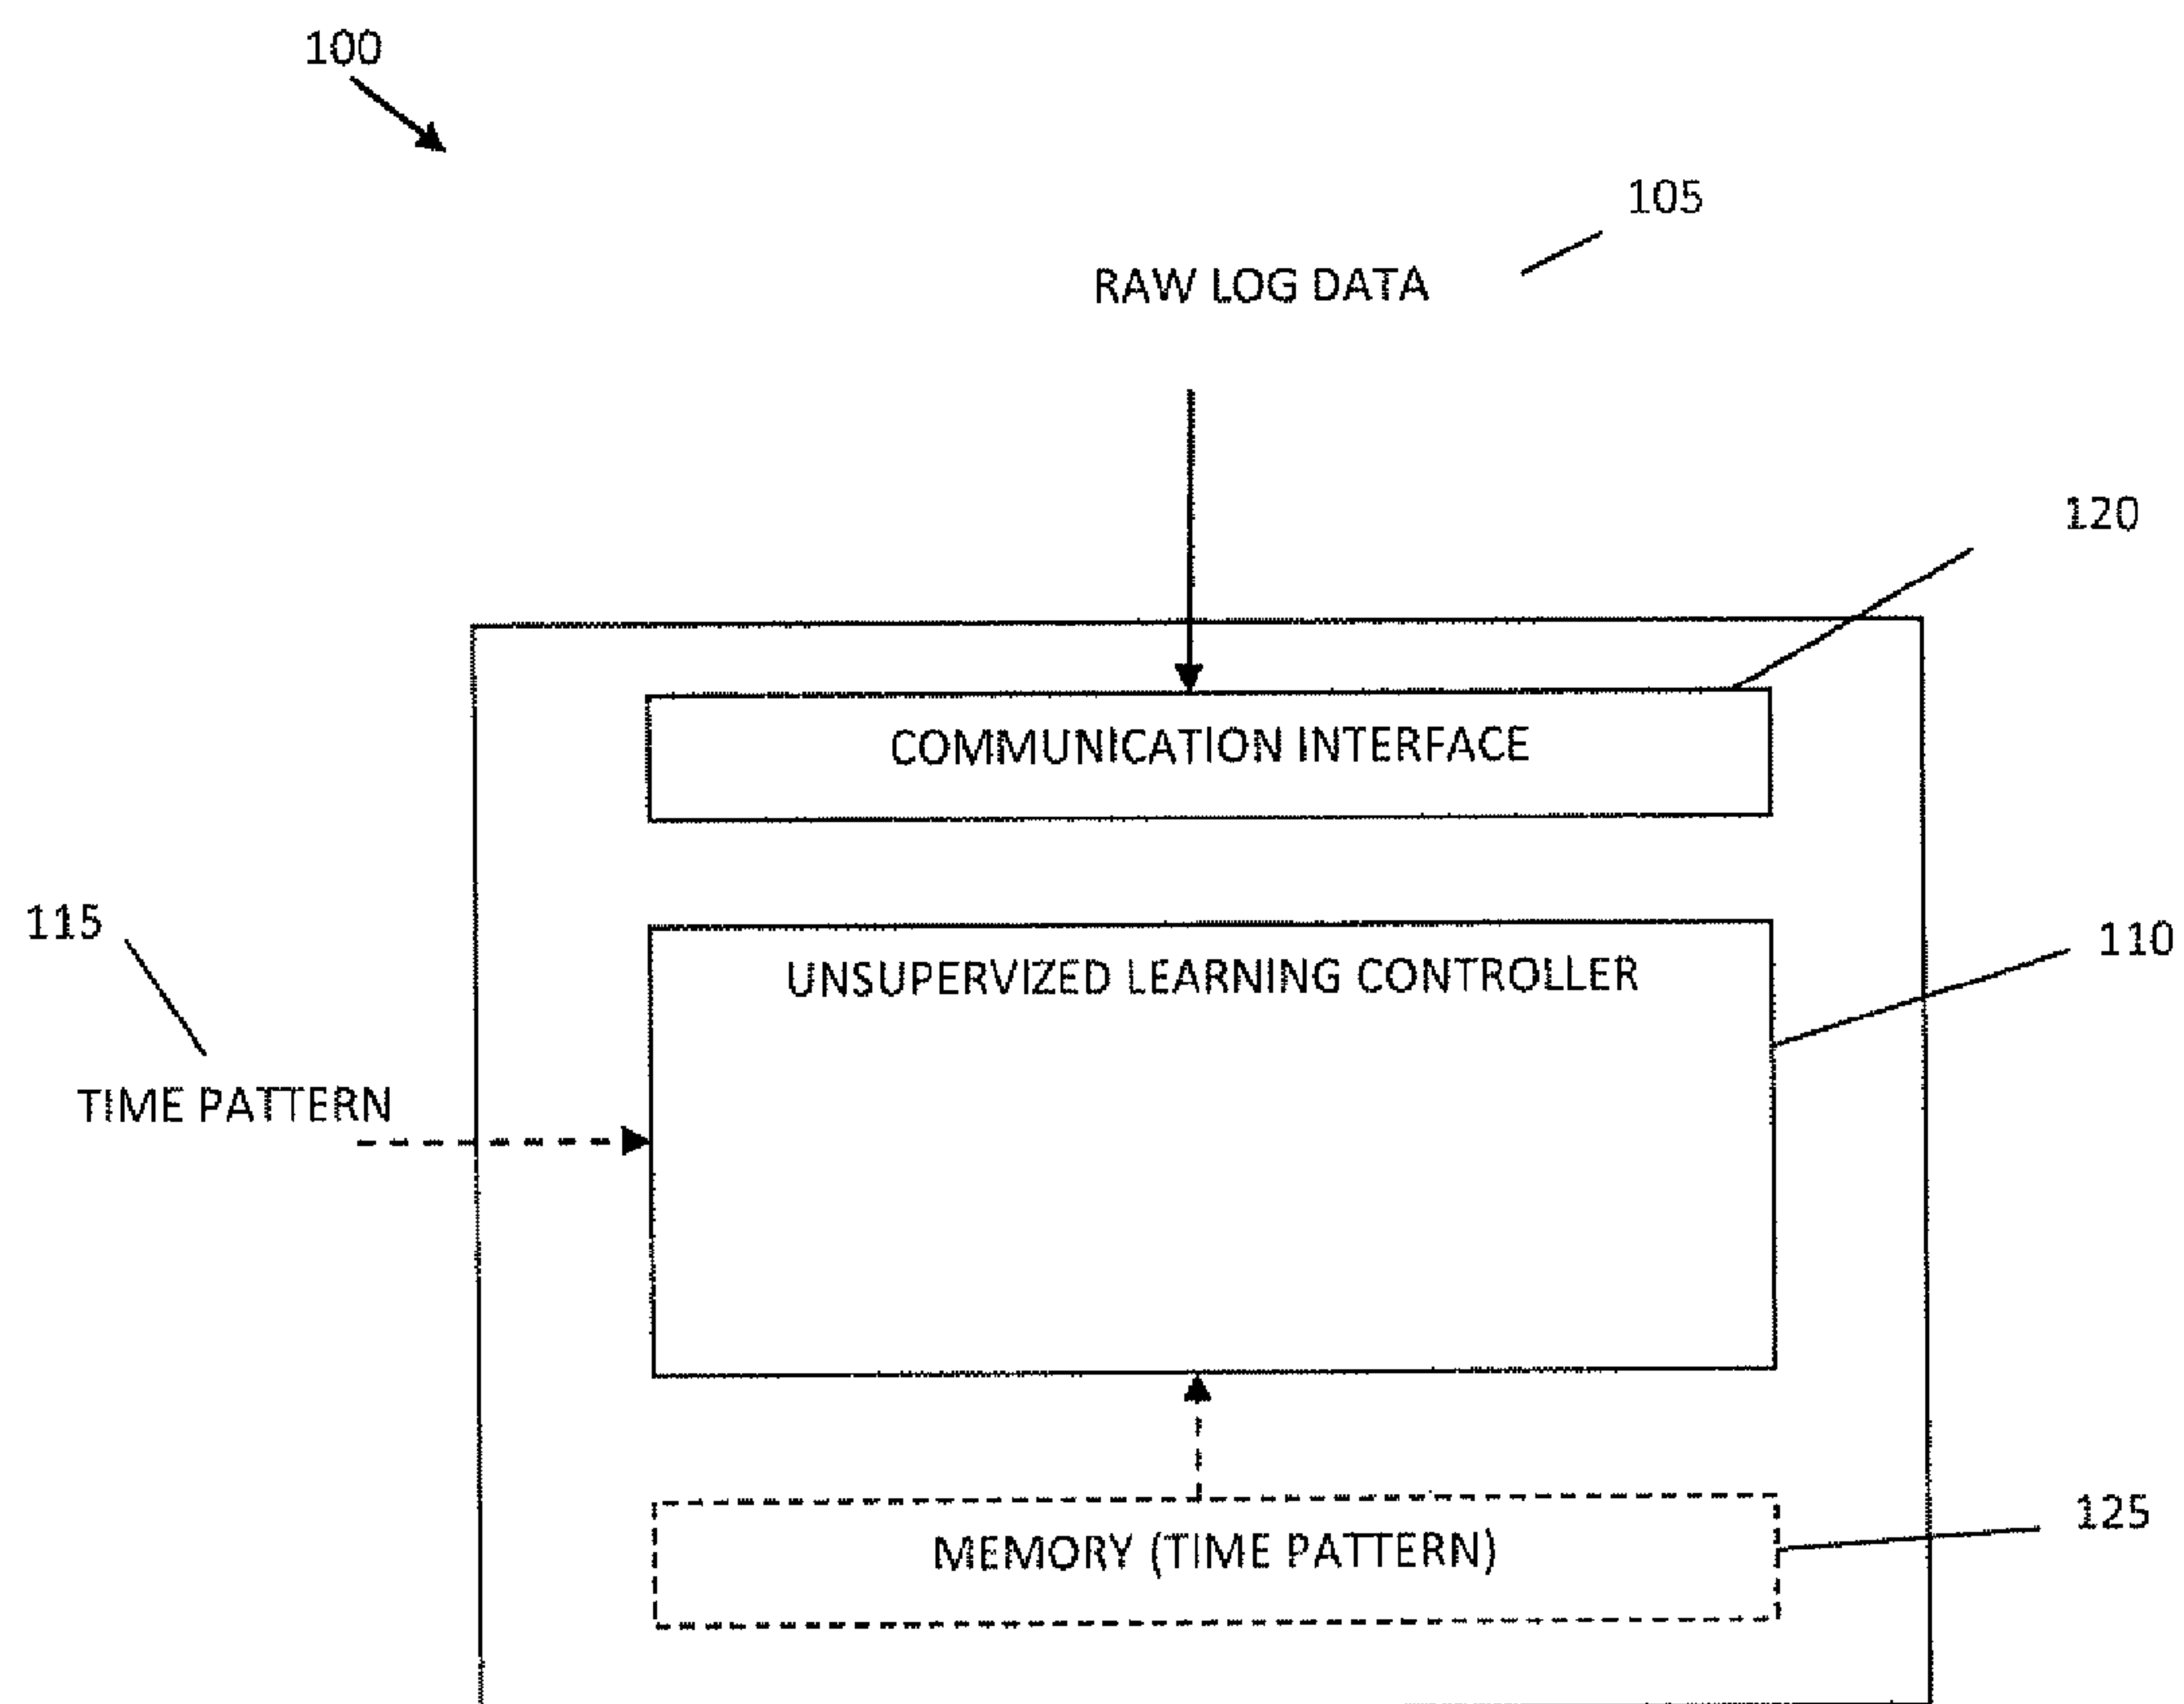 100
105
RAW LOG DATA
120
COMMUNICATION INTERFACE
115
110
UNSUPERVIZED LEARNING CONTROLLER
TIME PATTERN
125
MEMORY (TIME PATTERN)